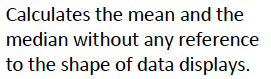 Calculates the mean and the
median without any reference
to the shape of data displays.